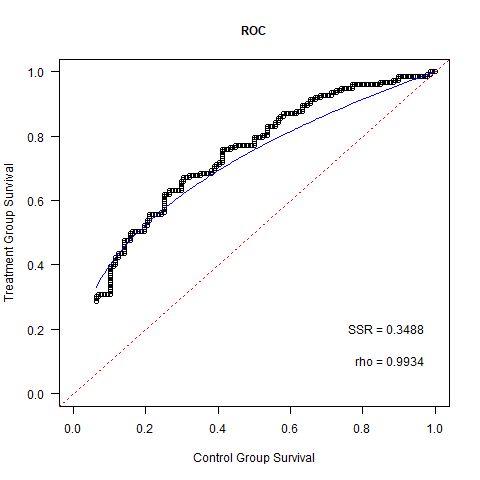 ROC
Treatment Group Survival
1.0
0.8
0.6
0.4
0.2
0.0
SSR = 0.3488
rho = 0.9934
0.0 0.2 0.4 0.6 0.8 1.0
Control Group Survival